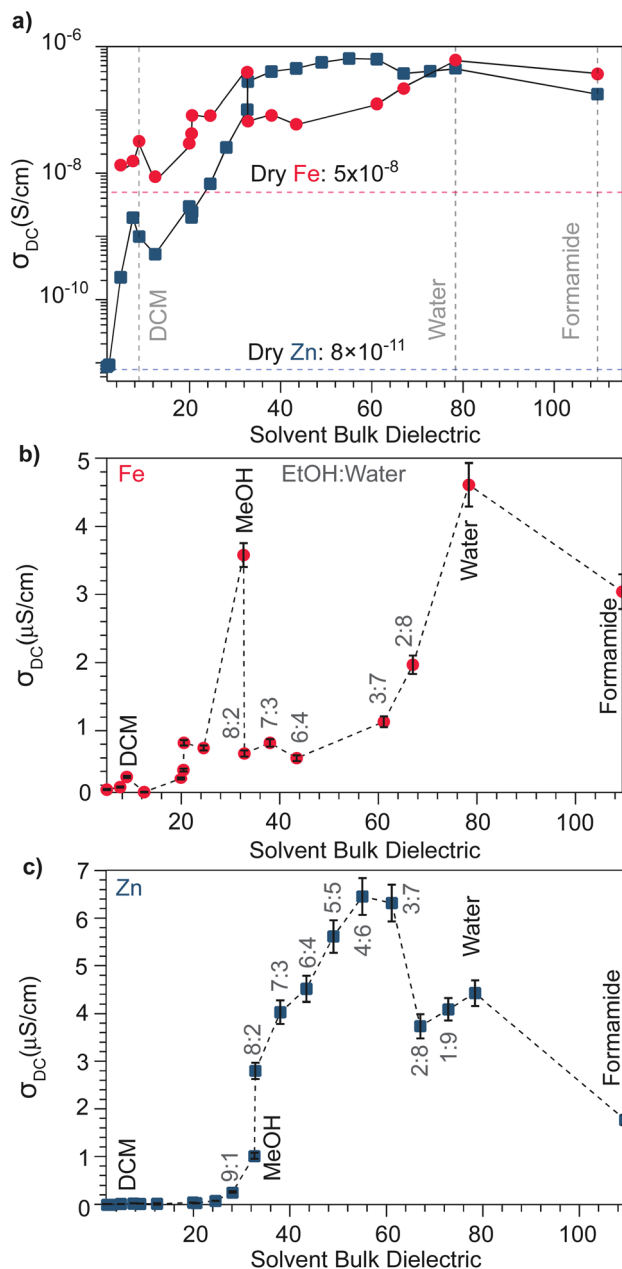 a)
10⁻⁶
10⁻⁸
10⁻¹⁰
σDC(S/cm)
Dry Fe: 5x10⁻⁸
Dry Zn: 8×10⁻¹¹
DCM
Water
Formamide
20
40
60
80
100
Solvent Bulk Dielectric
b)
Fe
EtOH:Water
5
4
3
2
1
0
σDC(µS/cm)
DCM
MeOH
8:2
7:3
6:4
3:7
2:8
Water
Formamide
20
40
60
80
100
Solvent Bulk Dielectric
c)
Zn
7
6
5
4
3
2
1
0
σDC(µS/cm)
DCM
9:1
MeOH
8:2
7:3
6:4
5:5
4:6
3:7
2:8
1:9
Water
Formamide
20
40
60
80
100
Solvent Bulk Dielectric